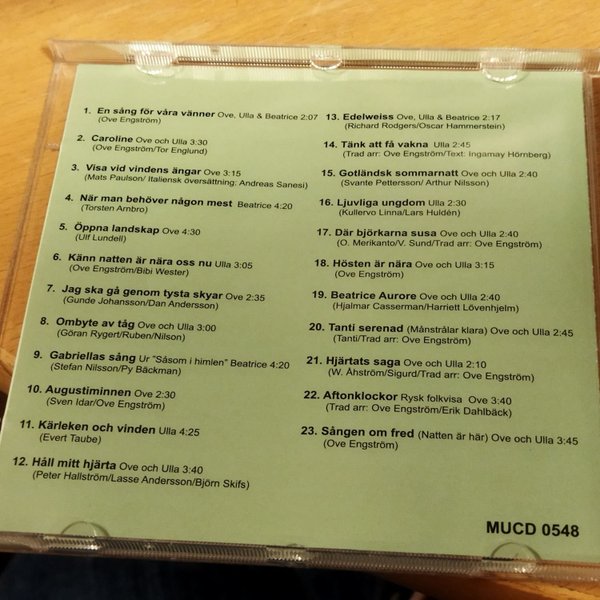 1. En sång för våra vänner Ove, Ulla & Beatrice 2:07
(Ove Engström)
2. Caroline Ove och Ulla 3:30
(Ove Engström/Tor Englund)
3. Visa vid vindens ängar Ove 3:15
(Mats Paulson/ Italiensk översättning: Andreas Sanesi)
4. När man behöver någon mest Beatrice 4:20
(Torsten Ambro)
5. Öppna landskap Ove 4:30
(Ulf Lundell)
6. Känn natten är nära oss nu Ulla 3:05
(Ove Engström/Bibi Wester)
7. Jag ska gå genom tysta skyar Ove 2:35
(Gunde Johansson/Dan Andersson)
8. Ombyte av tåg Ove och Ulla 3:00
(Göran Rygert/Ruben/Nilson)
9. Gabriellas sång Ur "Såsom i himlen" Beatrice 4:20
(Stefan Nilsson/Py Bäckman)
10. Augustiminnen Ove 2:30
(Sven Idar/Ove Engström)
11. Kärleken och vinden Ulla 4:25
(Evert Taube)
12. Håll mitt hjärta Ove och Ulla 3:40
(Peter Hallström/Lasse Andersson/Björn Skifs)
13. Edelweiss Ove, Ulla & Beatrice 2:17
(Richard Rodgers/Oscar Hammerstein)
14. Tänk att få vakna Ulla 2:45
(Trad arr: Ove Engström/Text: Ingamay Hörnberg)
15. Gotländsk sommarnatt Ove och Ulla 2:40
(Svante Pettersson/ Arthur Nilsson)
16. Ljuvliga ungdom Ove och Ulla 2:30
(Kullervo Linna/Lars Huldén)
17. Där björkarna susa Ove och Ulla 2:40
(O. Merikanto/V. Sund/Trad arr: Ove Engström)
18. Hösten är nära Ove och Ulla 3:15
(Ove Engström)
19. Beatrice Aurore Ove och Ulla 2:40
(Hjalmar Casserman/Harriett Lövenhjelm)
20. Tanti serenad (Månstrålar klara) Ove och Ulla 2:45
(Tanti/Trad arr: Ove Engström)
21. Hjärtats saga Ove och Ulla 2:10
(W. Åhström/Sigurd/Trad arr: Ove Engström)
22. Aftonklockor Rysk folkvisa Ove 3:40
(Trad arr: Ove Engström/Erik Dahlbäck)
23. Sången om fred (Natten är här) Ove och Ulla 3:45
(Ove Engström)
MUCD 0548